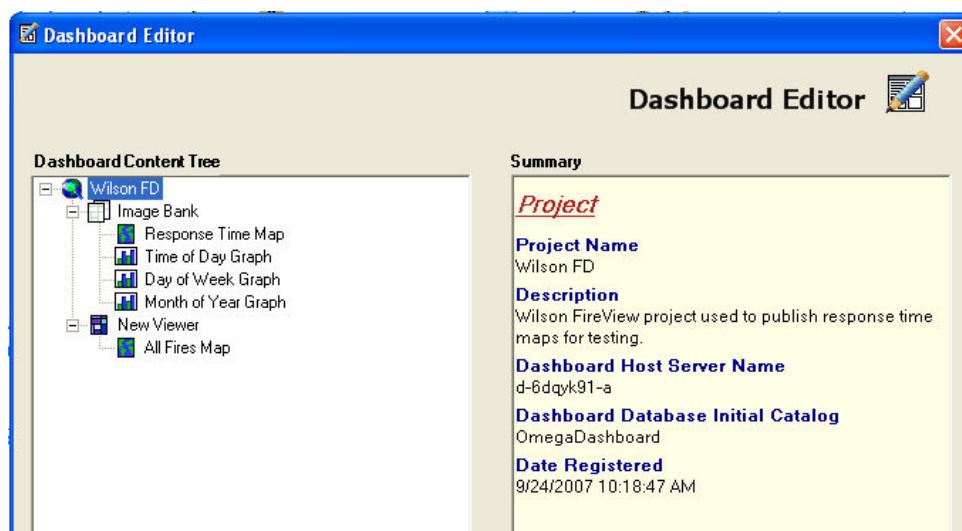 Dashboard Editor
Dashboard Editor
Dashboard Content Tree
Wilson FD
Image Bank
Response Time Map
Time of Day Graph
Day of Week Graph
Month of Year Graph
New Viewer
All Fires Map
Summary
Project
Project Name
Wilson FD
Description
Wilson FireView project used to publish response time
maps for testing.
Dashboard Host Server Name
d-6dqyk91-a
Dashboard Database Initial Catalog
OmegaDashboard
Date Registered
9/24/2007 10:18:47 AM